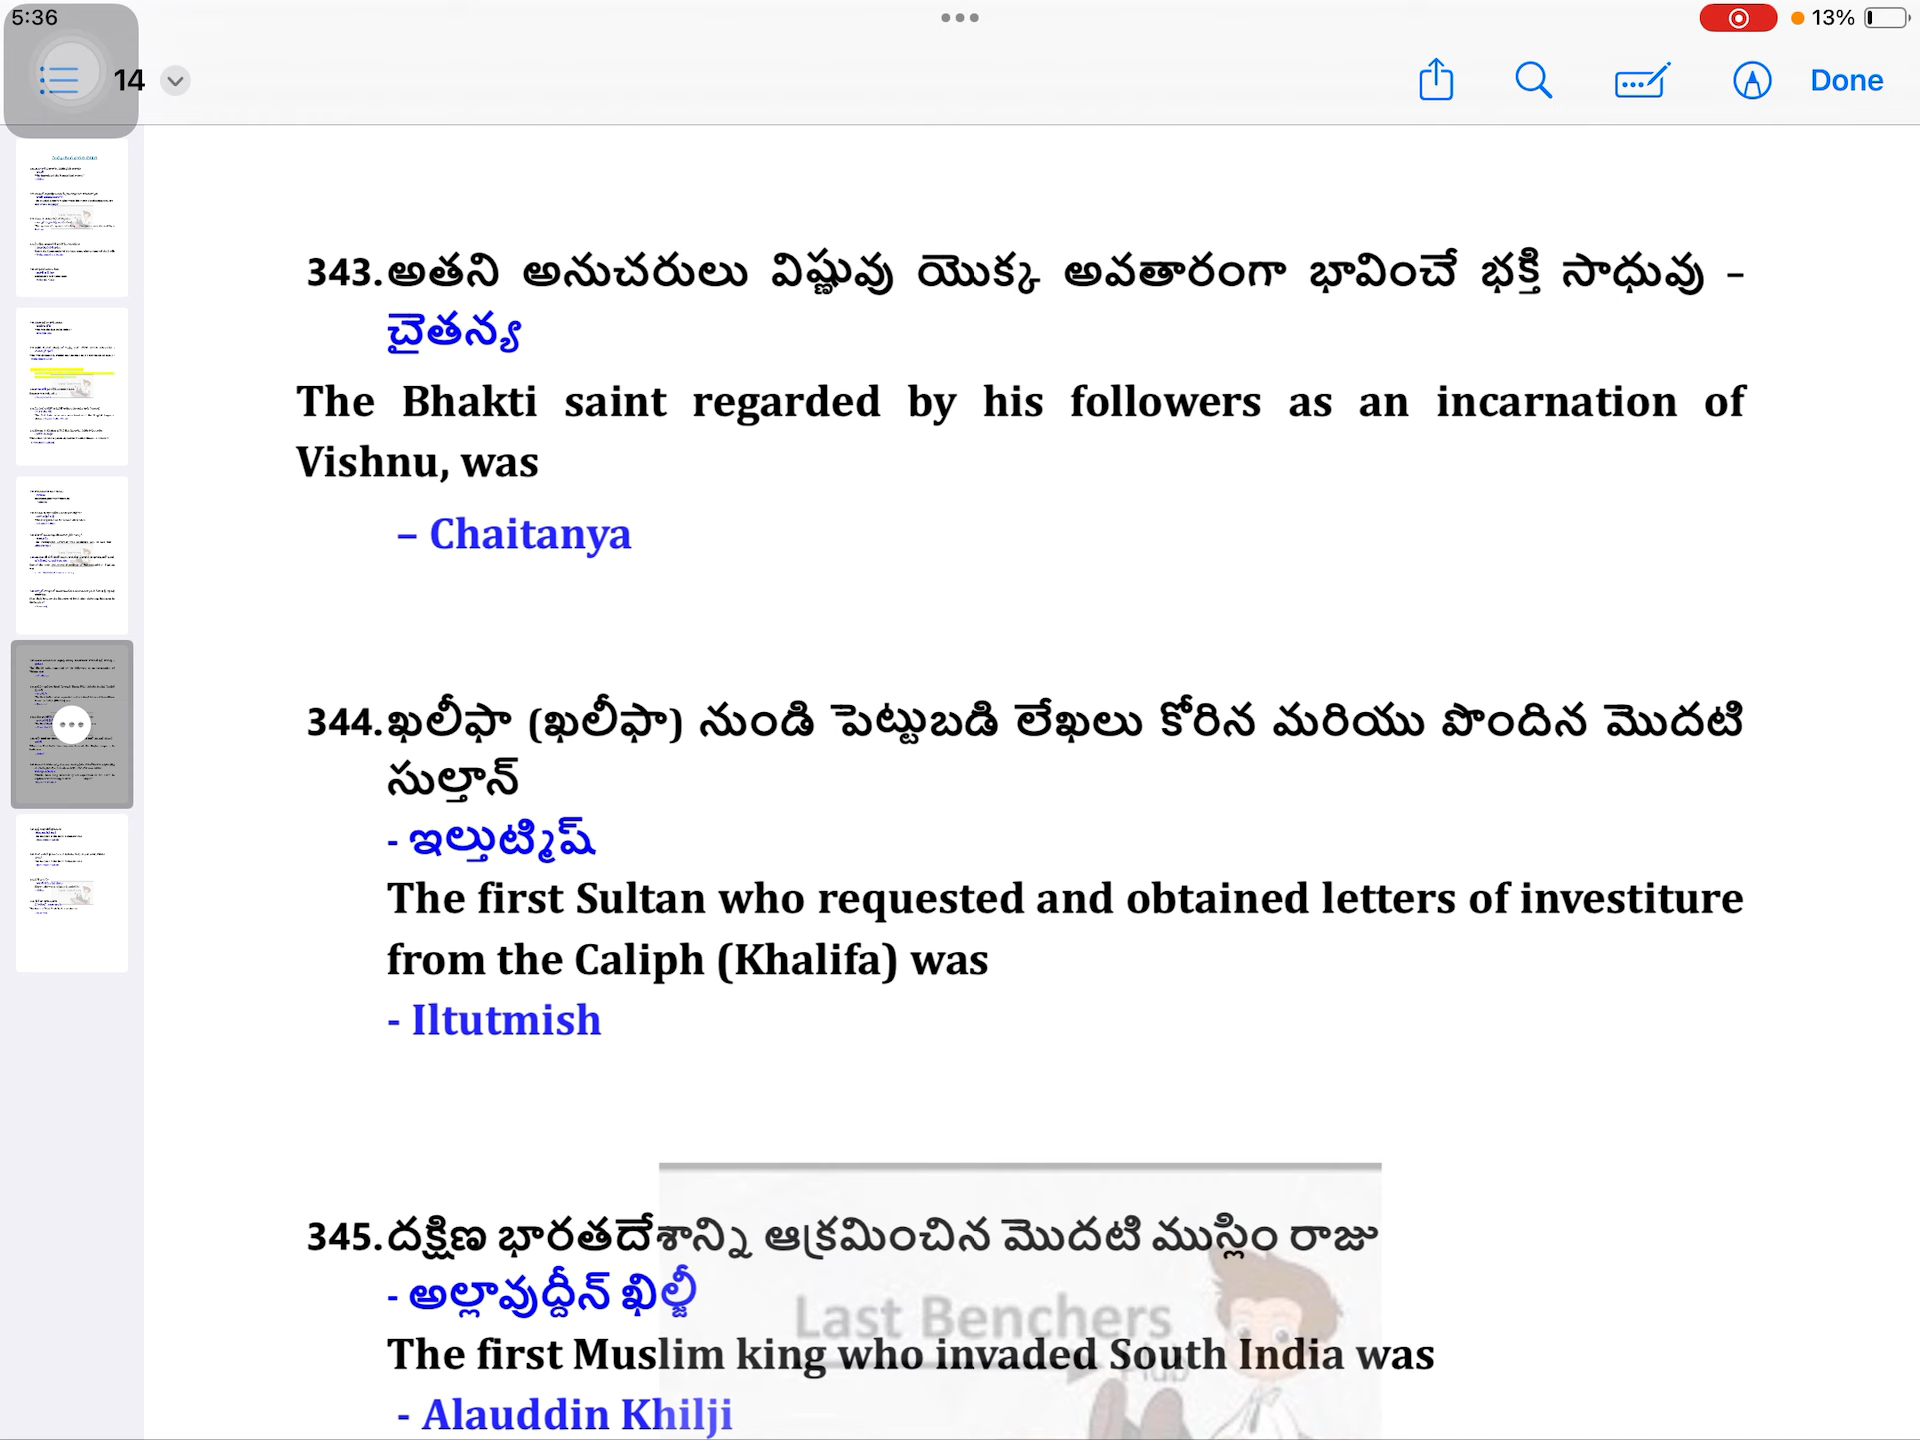 5:36
13%
14
Done
343. అతని అనుచరులు విష్ణువు యొక్క అవతారంగా భావించే భక్తి సాధువు –
చైతన్య
The Bhakti saint regarded by his followers as an incarnation of
Vishnu, was
– Chaitanya
344. ఖలీఫా (ఖలీఫా) నుండి పెట్టుబడి లేఖలు కోరిన మరియు పొందిన మొదటి
సుల్తాన్
- ఇల్తుట్మిష్
The first Sultan who requested and obtained letters of investiture
from the Caliph (Khalifa) was
- Iltutmish
345. దక్షిణ భారతదేశాన్ని ఆక్రమించిన మొదటి ముస్లిం రాజు
- అల్లావుద్దీన్ ఖిల్జీ
Last Benchers
The first Muslim king who invaded South India was
Hub
- Alauddin Khilji